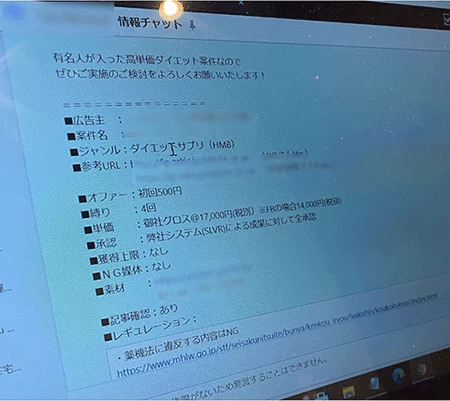 情報チャット
有名人が入った高単価ダイエット案件なので
ぜひご実施のご検討をよろしくお願いいたします！
＝＝＝＝＝＝＝＝＝＝＝＝＝＝＝
■広告主　：
■案件名　：
■ジャンル：ダイエットサプリ（HMB）
■参考URL：
■オファー：初回500円
■縛り　　：4回
■単価　　：御社グロス@17,000円(税別) ※FBの場合14,000円(税別)
■承認　　：弊社システム(SLVR)による成果に対して全承認
■獲得上限：なし
■ＮＧ媒体：なし
■素材　　：
■記事確認：あり
■レギュレーション：
・薬機法に違反する内容はNG
https://www.mhlw.go.jp/stf/seisakunitsuite/bunya/kenkou_iryou/iyakuhin/koukokukisei/index.html
がないため発言することはできません。